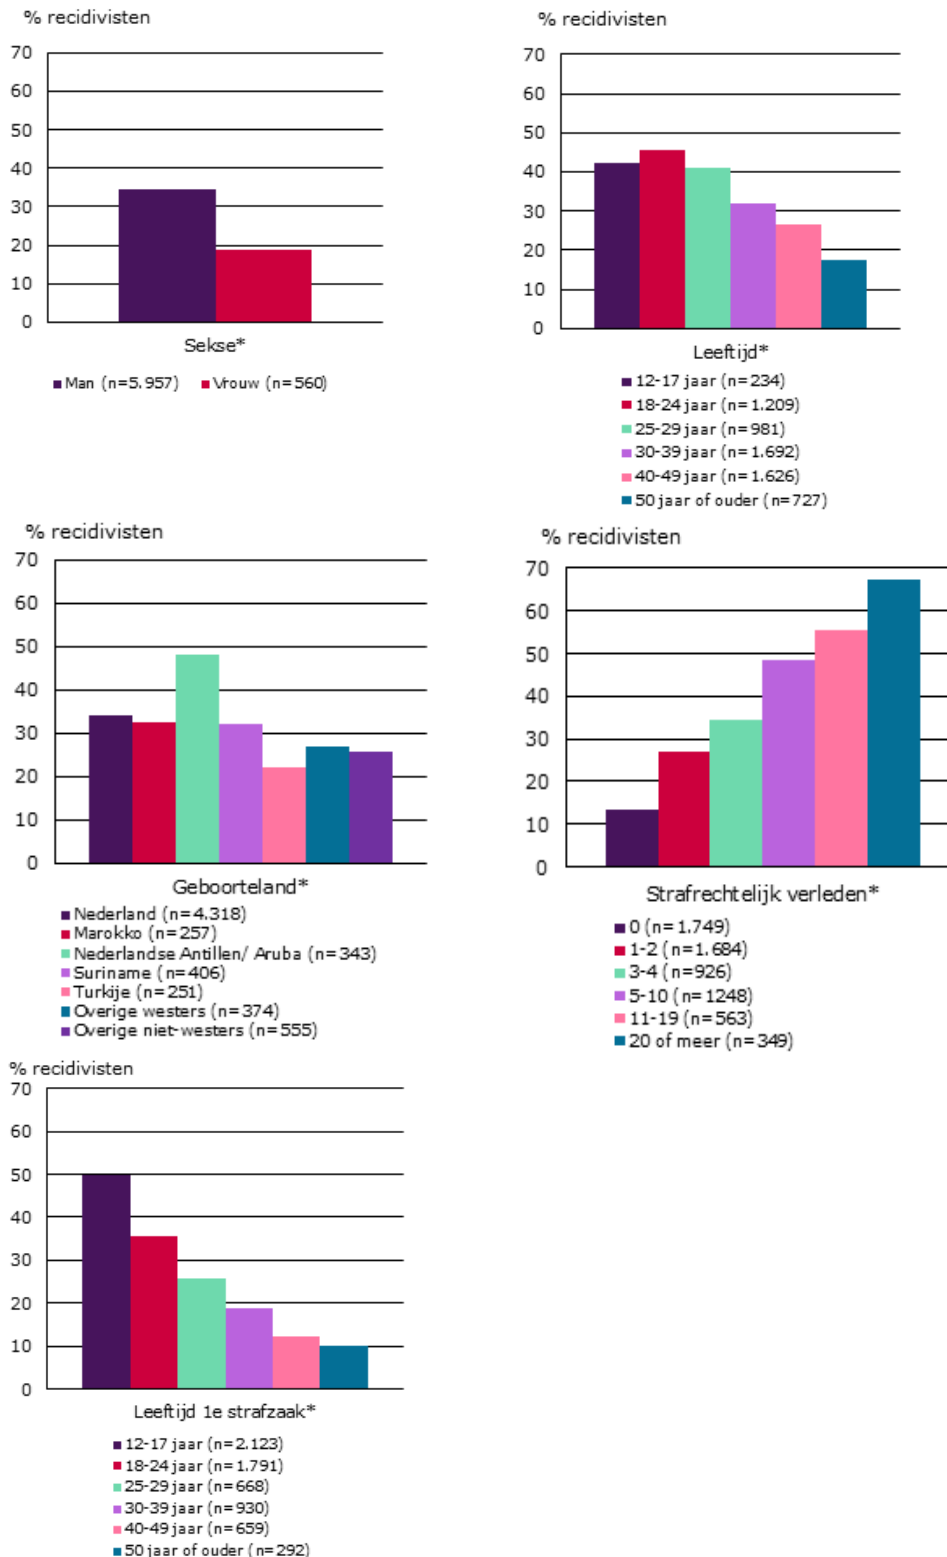 % recidivisten
70
60
50
40
30
20
10
0
Sekse*
Man (n=5.957) Vrouw (n=560)
% recidivisten
70
60
50
40
30
20
10
0
Leeftijd*
12-17 jaar (n=234)
18-24 jaar (n=1.209)
25-29 jaar (n=981)
30-39 jaar (n=1.692)
40-49 jaar (n=1.626)
50 jaar of ouder (n=727)
% recidivisten
70
60
50
40
30
20
10
0
Geboorteland*
Nederland (n=4.318)
Marokko (n=257)
Nederlandse Antillen/ Aruba (n=343)
Suriname (n=406)
Turkije (n=251)
Overige westers (n=374)
Overige niet-westers (n=555)
% recidivisten
70
60
50
40
30
20
10
0
Strafrechtelijk verleden*
0 (n=1.749)
1-2 (n=1.684)
3-4 (n=926)
5-10 (n=1248)
11-19 (n=563)
20 of meer (n=349)
% recidivisten
70
60
50
40
30
20
10
0
Leeftijd 1e strafzaak*
12-17 jaar (n=2.123)
18-24 jaar (n=1.791)
25-29 jaar (n=668)
30-39 jaar (n=930)
40-49 jaar (n=659)
50 jaar of ouder (n=292)